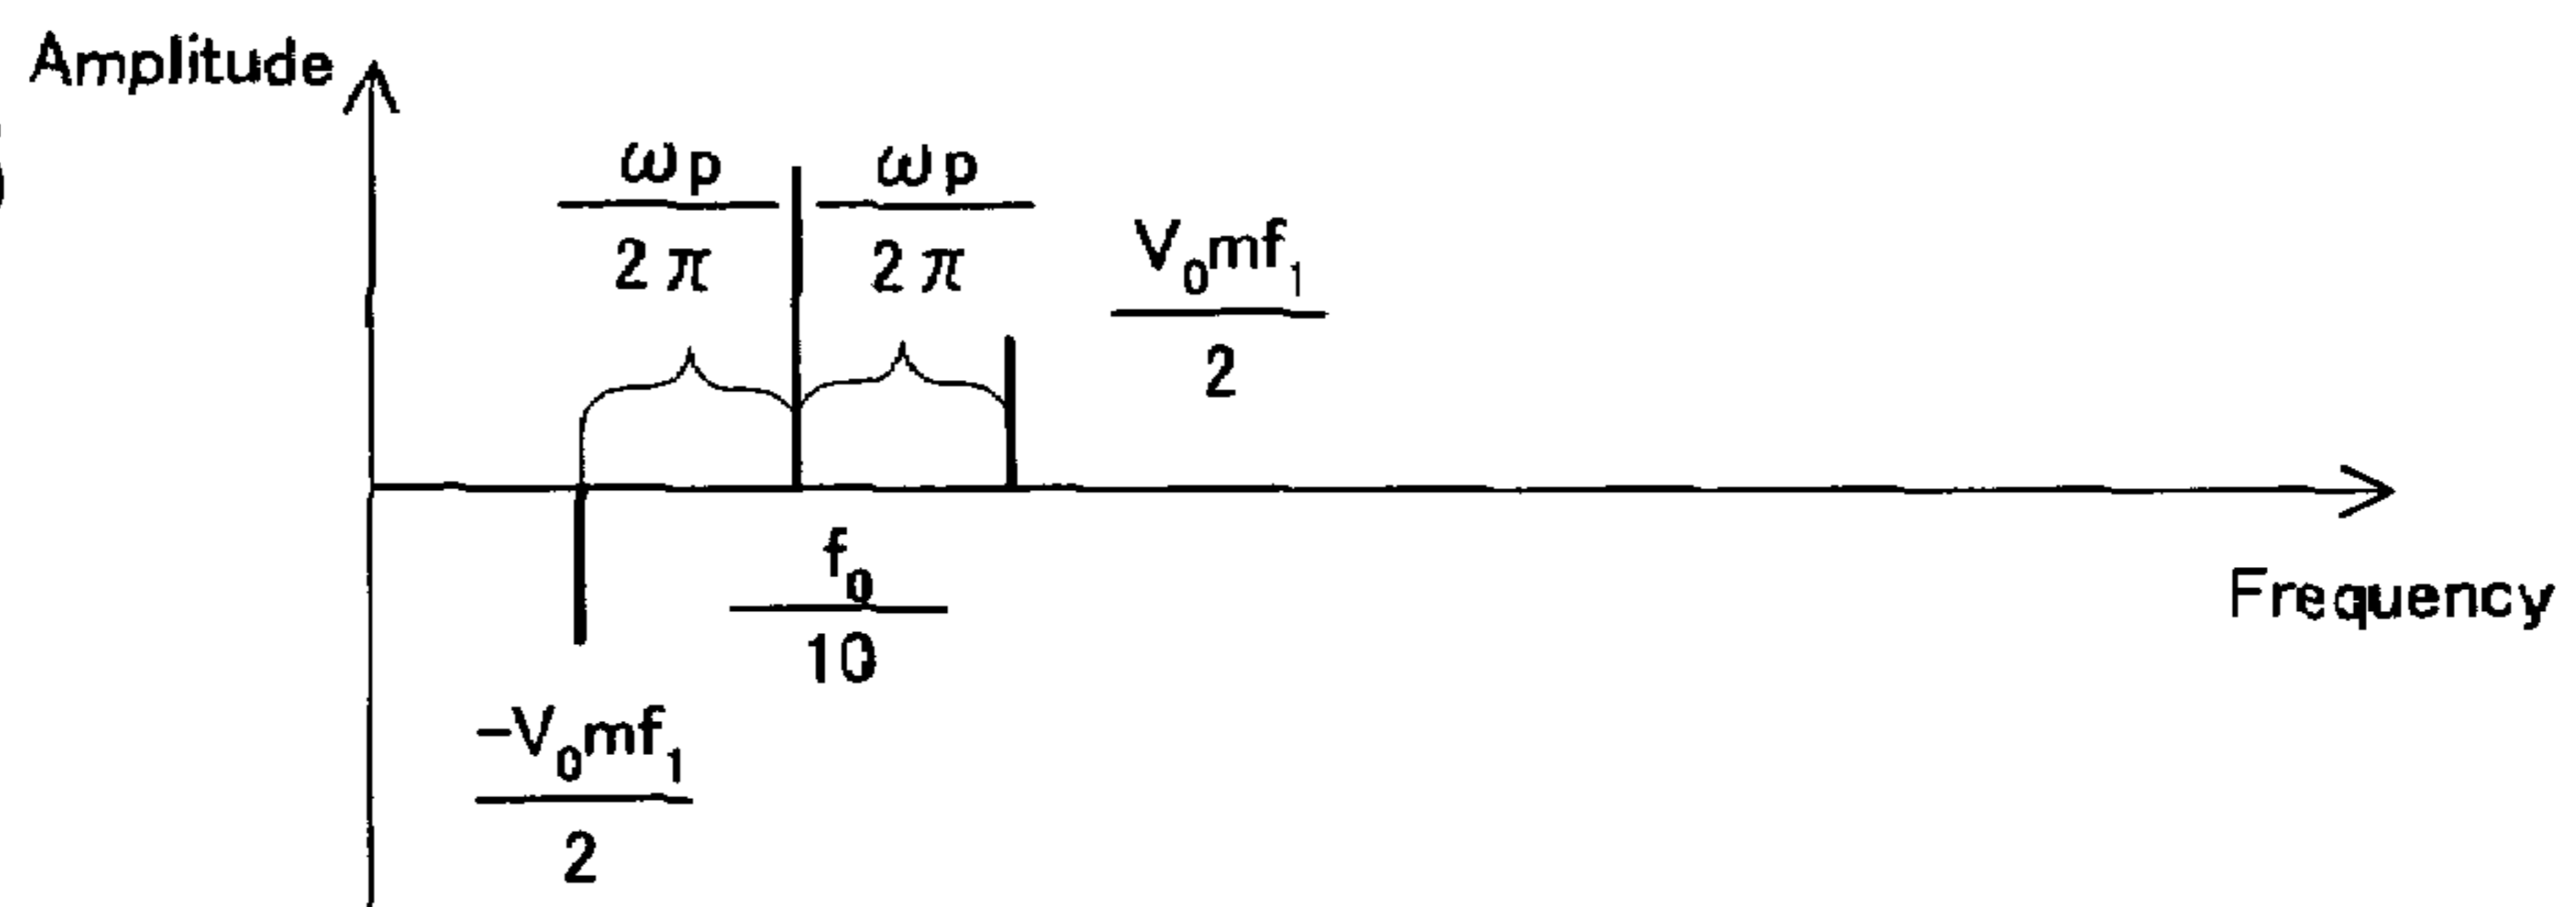 Amplitude
ωp ωp
2π 2π
V₀mf₁
2
f₀
10
Frequency
-V₀mf₁
2